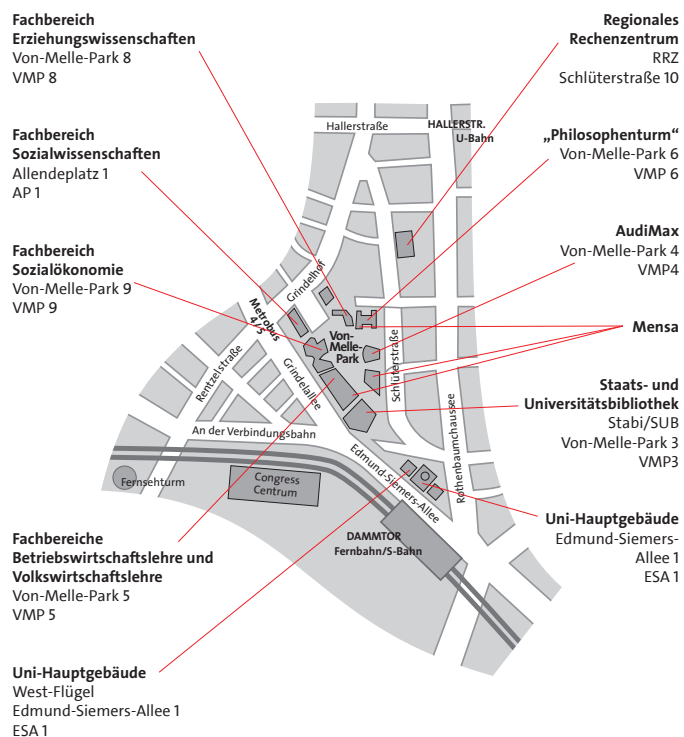 Fachbereich
Erziehungswissenschaften
Von-Melle-Park 8
VMP 8
Fachbereich
Sozialwissenschaften
Allendeplatz 1
AP 1
Fachbereich
Sozialökonomie
Von-Melle-Park 9
VMP 9
Fachbereiche
Betriebswirtschaftslehre und
Volkswirtschaftslehre
Von-Melle-Park 5
VMP 5
Uni-Hauptgebäude
West-Flügel
Edmund-Siemers-Allee 1
ESA 1
Regionales
Rechenzentrum
RRZ
Schlüterstraße 10
„Philosophenturm“
Von-Melle-Park 6
VMP 6
AudiMax
Von-Melle-Park 4
VMP4
Mensa
Staats- und
Universitätsbibliothek
Stabi/SUB
Von-Melle-Park 3
VMP3
Uni-Hauptgebäude
Edmund-Siemers-
Allee 1
ESA 1
Hallerstraße
HALLERSTR.
U-Bahn
Grindelhof
Metrobus
4/5
Von-
Melle-
Park
Schlüterstraße
Rentzelstraße
Grindelallee
Rothenbaumchaussee
An der Verbindungsbahn
Edmund-Siemers-Allee
Fernsehturm
Congress
Centrum
DAMMTOR
Fernbahn/S-Bahn